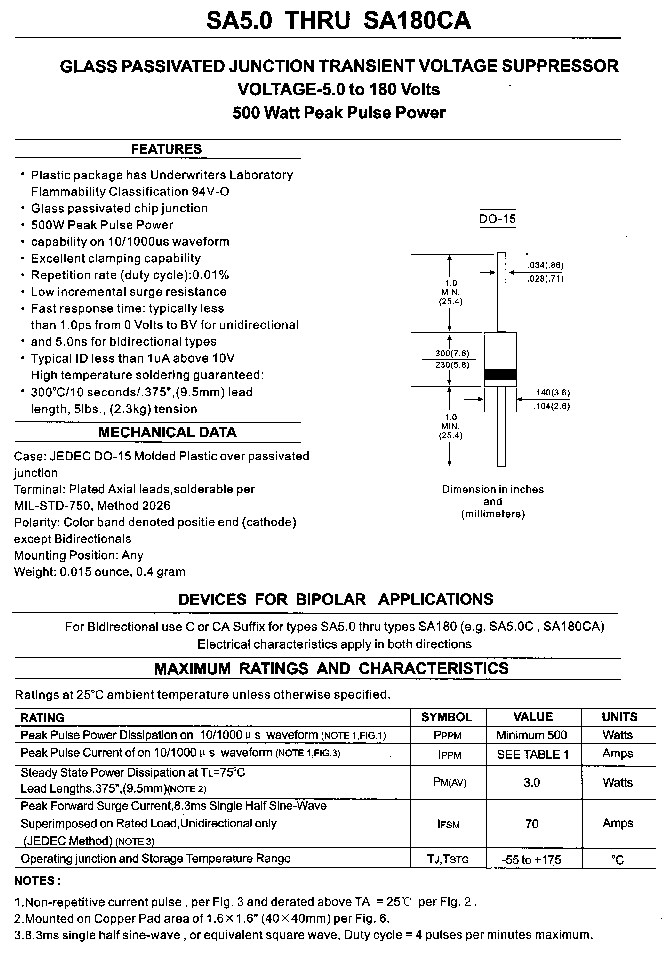 SA5.0 THRU SA180CA
GLASS PASSIVATED JUNCTION TRANSIENT VOLTAGE SUPPRESSOR
VOLTAGE-5.0 to 180 Volts
500 Watt Peak Pulse Power
FEATURES
• Plastic package has Underwriters Laboratory
Flammability Classification 94V-O
• Glass passivated chip junction
• 500W Peak Pulse Power
• capability on 10/1000us waveform
• Excellent clamping capability
• Repetition rate (duty cycle):0.01%
• Low incremental surge resistance
• Fast response time: typically less
than 1.0ps from 0 Volts to BV for unidirectional
• and 5.0ns for bidirectional types
• Typical ID less than 1uA above 10V
High temperature soldering guaranteed:
• 300°C/10 seconds/.375",(9.5mm) lead
length, 5lbs., (2.3kg) tension
DO-15
1.0
MIN.
(25.4)
.034(.86)
.028(.71)
300(7.6)
230(5.8)
140(3.6)
.104(2.6)
1.0
MIN.
(25.4)
Dimension in inches
and
(millimeters)
MECHANICAL DATA
Case: JEDEC DO-15 Molded Plastic over passivated
junction
Terminal: Plated Axial leads,solderable per
MIL-STD-750, Method 2026
Polarity: Color band denoted positie end (cathode)
except Bidirectionals
Mounting Position: Any
Weight: 0.015 ounce, 0.4 gram
DEVICES FOR BIPOLAR APPLICATIONS
For Bidirectional use C or CA Suffix for types SA5.0 thru types SA180 (e.g. SA5.0C , SA180CA)
Electrical characteristics apply in both directions
MAXIMUM RATINGS AND CHARACTERISTICS
Ratings at 25°C ambient temperature unless otherwise specified.
RATING SYMBOL VALUE UNITS
Peak Pulse Power Dissipation on 10/1000 μ s waveform (NOTE 1,FIG.1) PPPM Minimum 500 Watts
Peak Pulse Current of on 10/1000 μ s waveform (NOTE 1,FIG.3) IPPM SEE TABLE 1 Amps
Steady State Power Dissipation at TL=75°C
Lead Lengths.375",(9.5mm)(NOTE 2) PM(AV) 3.0 Watts
Peak Forward Surge Current,8.3ms Single Half Sine-Wave
Superimposed on Rated Load,Unidirectional only IFSM 70 Amps
(JEDEC Method) (NOTE 3)
Operating junction and Storage Temperature Range TJ,TSTG -55 to +175 °C
NOTES :
1.Non-repetitive current pulse , per Fig. 3 and derated above TA = 25℃ per Fig. 2 .
2.Mounted on Copper Pad area of 1.6×1.6" (40×40mm) per Fig. 6.
3.8.3ms single half sine-wave , or equivalent square wave, Duty cycle = 4 pulses per minutes maximum.